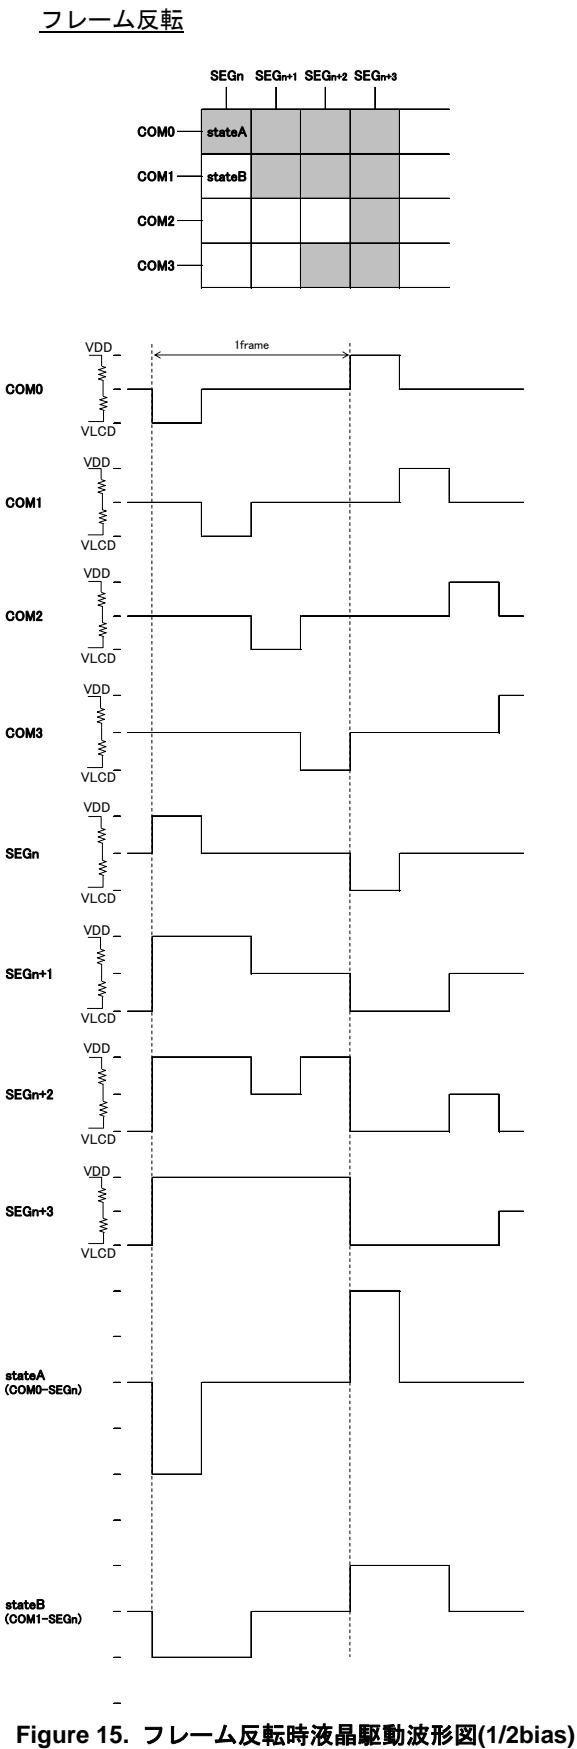 フレーム反転
SEGn SEGn+1 SEGn+2 SEGn+3
COM0 stateA
COM1 stateB
COM2
COM3
1frame
VDD
COM0
VLCD
VDD
COM1
VLCD
VDD
COM2
VLCD
VDD
COM3
VLCD
VDD
SEGn
VLCD
VDD
SEGn+1
VLCD
VDD
SEGn+2
VLCD
VDD
SEGn+3
VLCD
stateA
(COM0-SEGn)
stateB
(COM1-SEGn)
Figure 15. フレーム反転時液晶駆動波形図(1/2bias)